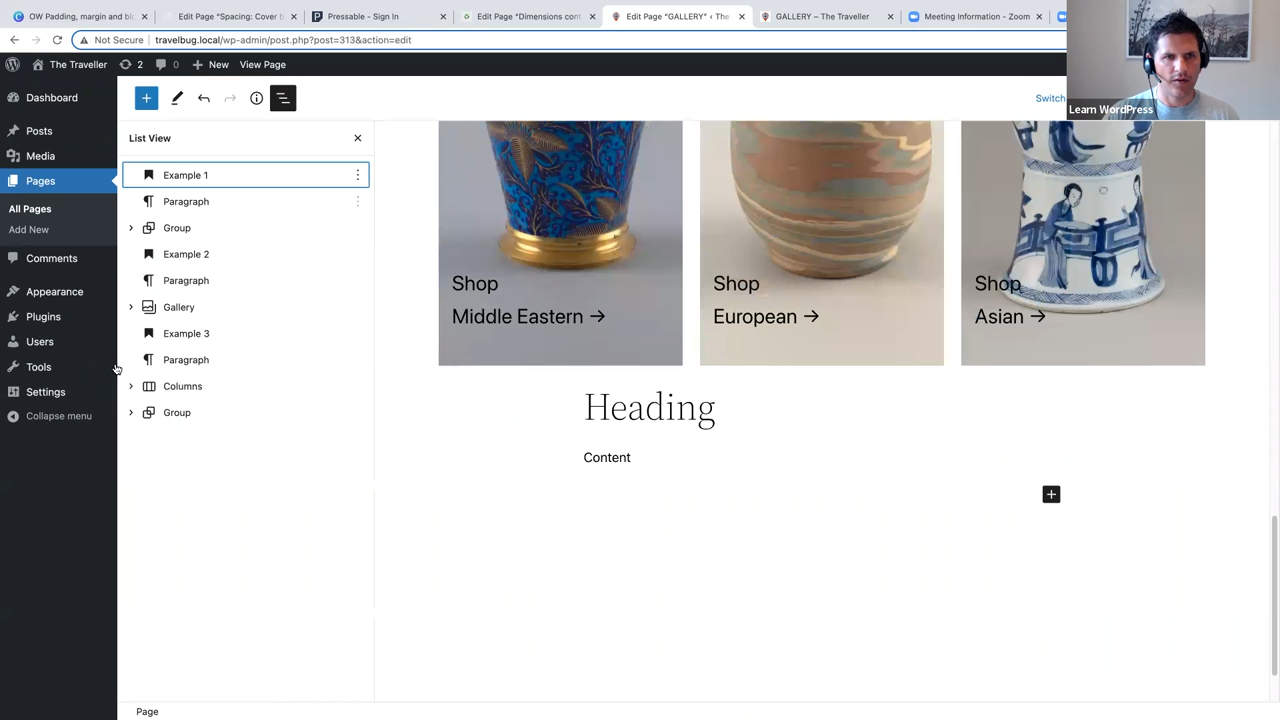 OW Padding, margin and bl
Edit Page "Spacing: Cover b
Pressable - Sign In
Edit Page "Dimensions cont
Edit Page "GALLERY" ‹ The
GALLERY – The Traveller
Meeting Information - Zoom
Not Secure
travelbug.local/wp-admin/post.php?post=313&action=edit
The Traveller
2
0
New
View Page
Dashboard
Posts
Media
Pages
All Pages
Add New
Comments
Appearance
Plugins
Users
Tools
Settings
Collapse menu
Switch
Learn WordPress
List View
Example 1
Paragraph
Group
Example 2
Paragraph
Gallery
Example 3
Paragraph
Columns
Group
Shop
Middle Eastern →
Shop
European →
Shop
Asian →
Heading
Content
Page